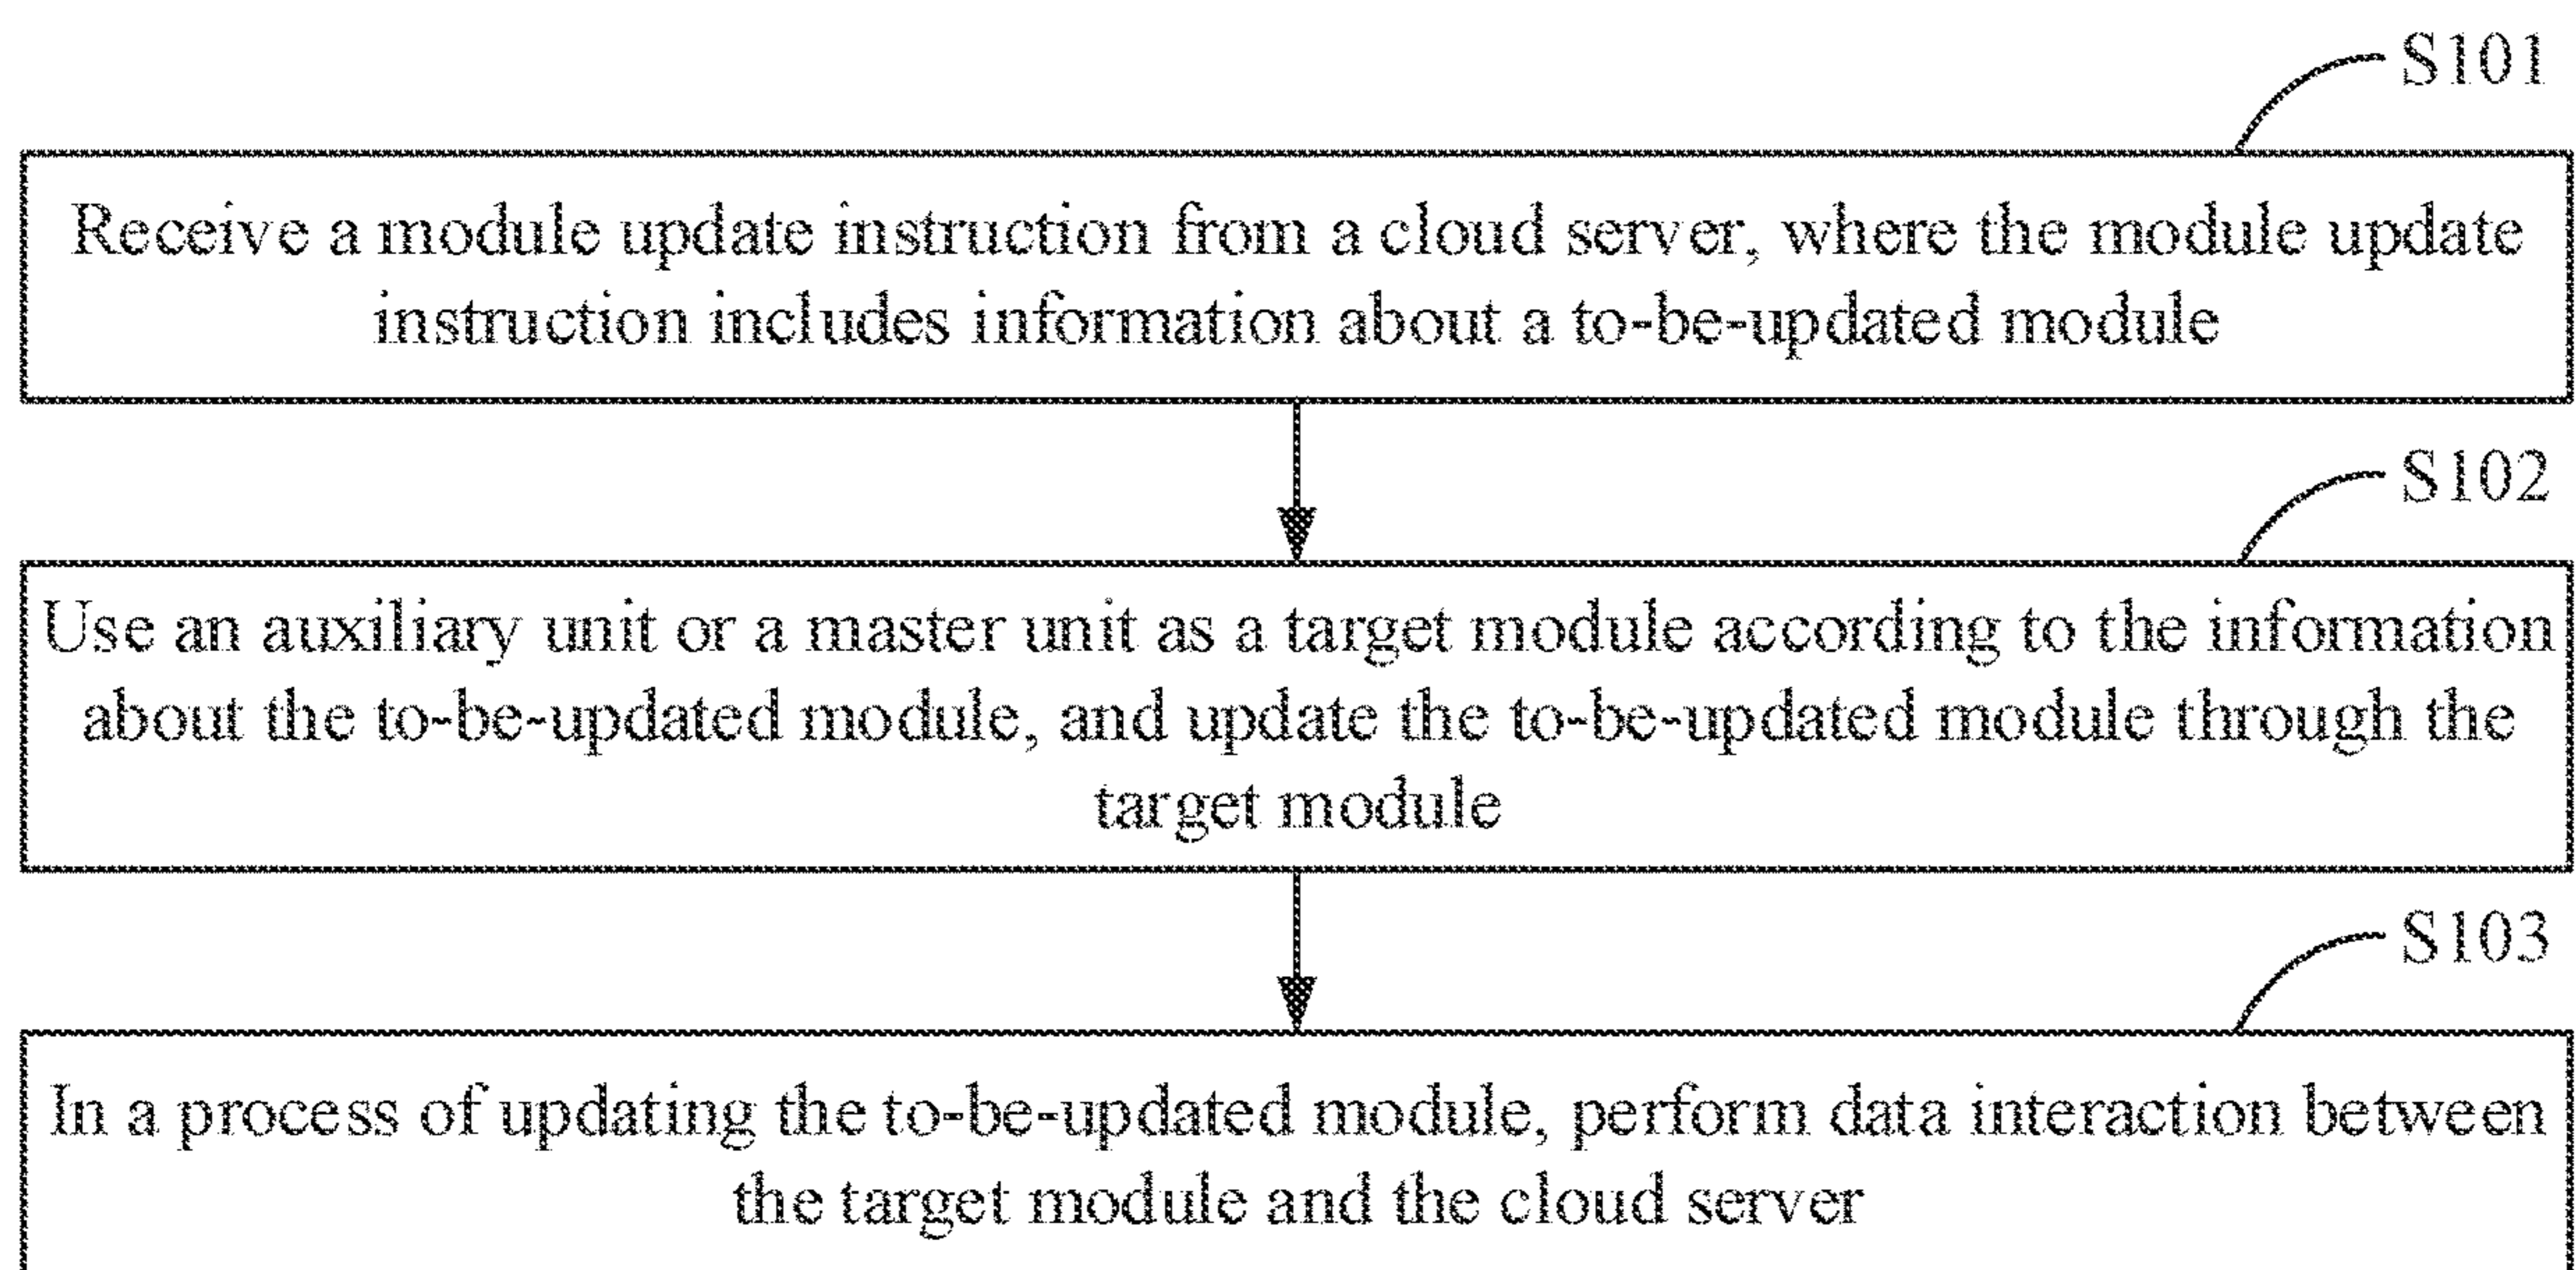 S101
Receive a module update instruction from a cloud server, where the module update
instruction includes information about a to-be-updated module
S102
Use an auxiliary unit or a master unit as a target module according to the information
about the to-be-updated module, and update the to-be-updated module through the
target module
S103
In a process of updating the to-be-updated module, perform data interaction between
the target module and the cloud server